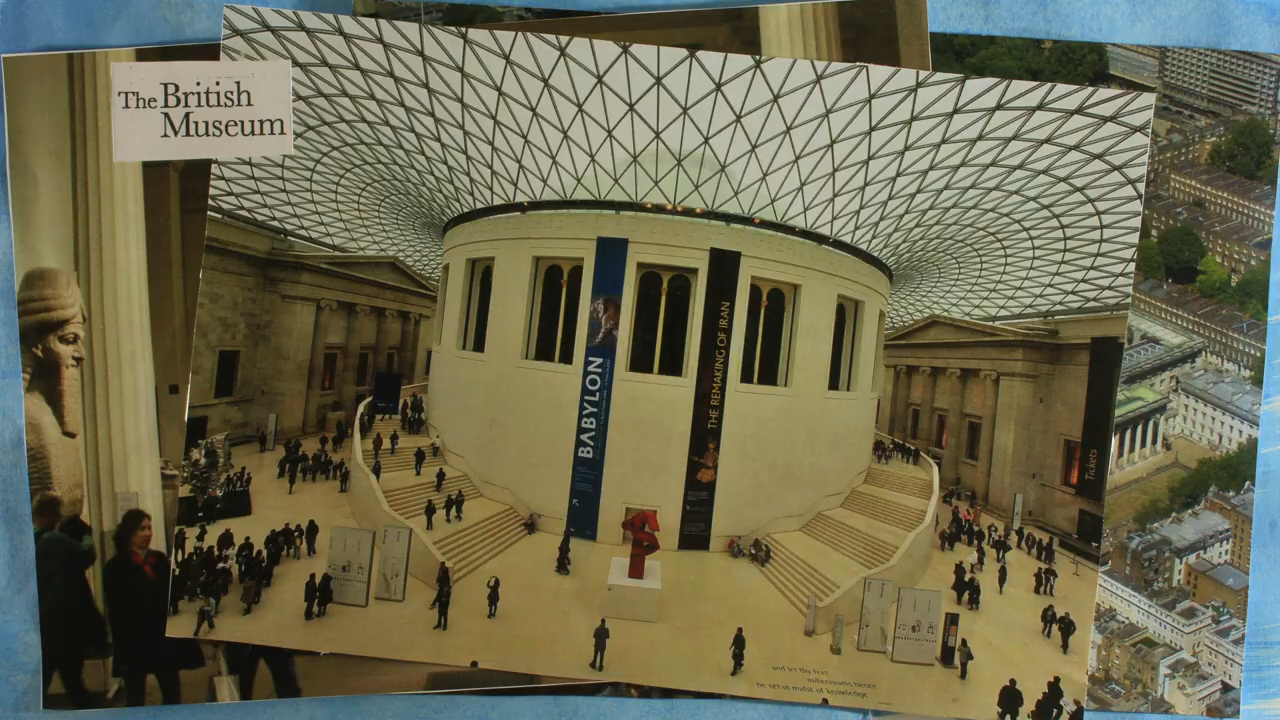 The British
Museum
BABYLON
THE REMAKING OF IRAN
Tickets
and let thy feet
millenniums hence
be set in midst of knowledge